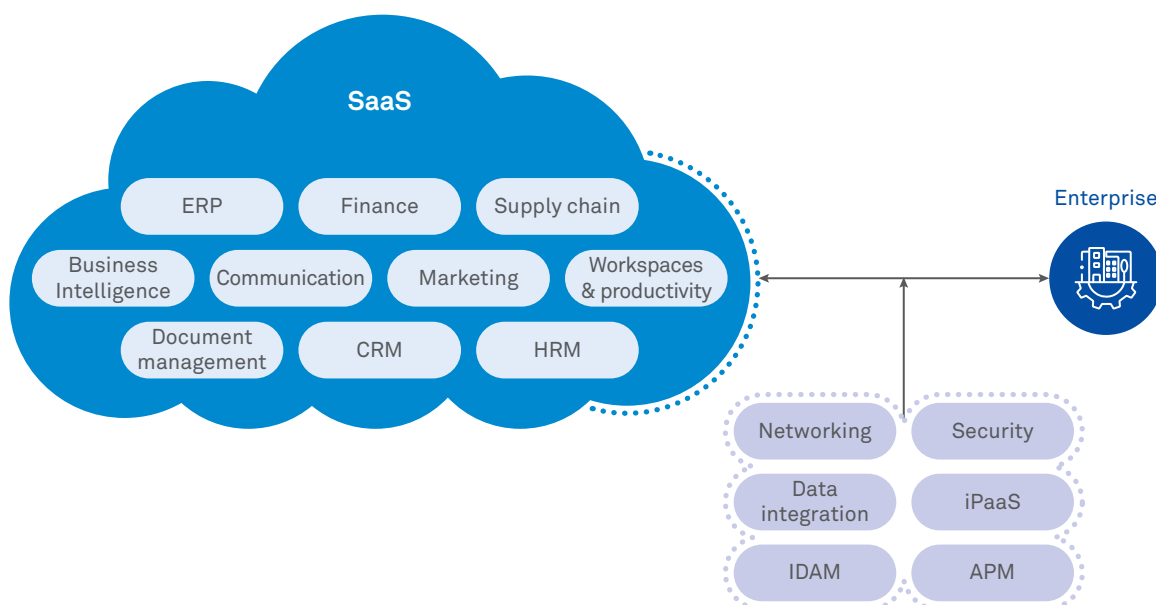 SaaS
ERP
Finance
Supply chain
Business
Intelligence
Communication
Marketing
Workspaces
& productivity
Document
management
CRM
HRM
Enterprise
Networking
Security
Data
integration
iPaaS
IDAM
APM